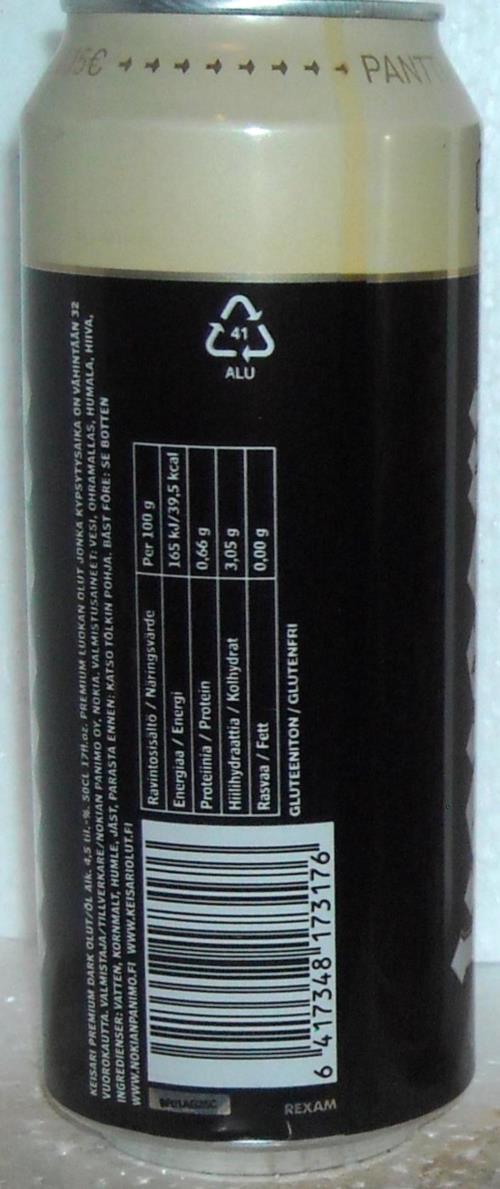 15€ PANTT
41
ALU
KEISARI PREMIUM DARK OLUT/ÖL Alk. 4,5 til.-%. 50CL 17fl.oz. PREMIUM LUOKAN OLUT JONKA KYPSYTYSAIKA ON VÄHINTÄÄN 32
VUOROKAUTTA. VALMISTAJA/TILLVERKARE/NOKIAN PANIMO OY, NOKIA. VALMISTUSAINEET: VESI, OHRAMALLAS, HUMALA, HIIVA,
INGREDIENSER: VATTEN, KORNMALT, HUMLE, JÄST, PARASTA ENNEN: KATSO TÖLKIN POHJA, BÄST FÖRE: SE BOTTEN
WWW.NOKIANPANIMO.FI WWW.KEISARIOLUT.FI
Ravintosisältö / Näringsvärde Per 100 g
Energiaa / Energi 165 kJ/39,5 kcal
Proteiinia / Protein 0,66 g
Hiilihydraattia / Kolhydrat 3,05 g
Rasvaa / Fett 0,00 g
GLUTEENITON / GLUTENFRI
6 417348 173176
REXAM